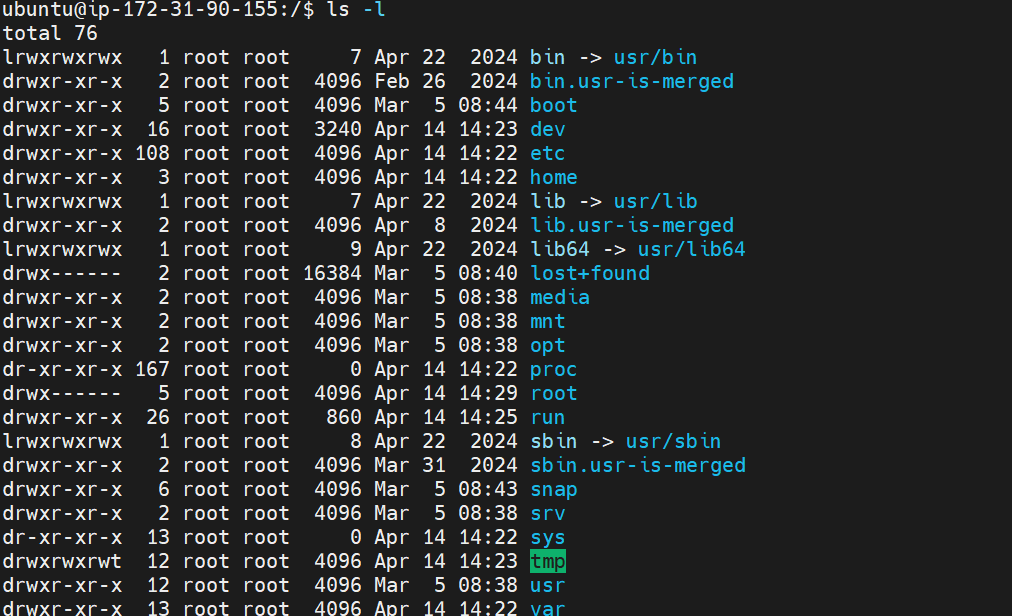 ubuntu@ip-172-31-90-155:/$ ls -l
total 76
lrwxrwxrwx   1 root root     7 Apr 22  2024 bin -> usr/bin
drwxr-xr-x   2 root root  4096 Feb 26  2024 bin.usr-is-merged
drwxr-xr-x   5 root root  4096 Mar  5 08:44 boot
drwxr-xr-x  16 root root  3240 Apr 14 14:23 dev
drwxr-xr-x 108 root root  4096 Apr 14 14:22 etc
drwxr-xr-x   3 root root  4096 Apr 14 14:22 home
lrwxrwxrwx   1 root root     7 Apr 22  2024 lib -> usr/lib
drwxr-xr-x   2 root root  4096 Apr  8  2024 lib.usr-is-merged
lrwxrwxrwx   1 root root     9 Apr 22  2024 lib64 -> usr/lib64
drwx------   2 root root 16384 Mar  5 08:40 lost+found
drwxr-xr-x   2 root root  4096 Mar  5 08:38 media
drwxr-xr-x   2 root root  4096 Mar  5 08:38 mnt
drwxr-xr-x   2 root root  4096 Mar  5 08:38 opt
dr-xr-xr-x 167 root root     0 Apr 14 14:22 proc
drwx------   5 root root  4096 Apr 14 14:29 root
drwxr-xr-x  26 root root   860 Apr 14 14:25 run
lrwxrwxrwx   1 root root     8 Apr 22  2024 sbin -> usr/sbin
drwxr-xr-x   2 root root  4096 Mar 31  2024 sbin.usr-is-merged
drwxr-xr-x   6 root root  4096 Mar  5 08:43 snap
drwxr-xr-x   2 root root  4096 Mar  5 08:38 srv
dr-xr-xr-x  13 root root     0 Apr 14 14:22 sys
drwxrwxrwt  12 root root  4096 Apr 14 14:23 tmp
drwxr-xr-x  12 root root  4096 Mar  5 08:38 usr
drwxr-xr-x  13 root root  4096 Apr 14 14:22 var